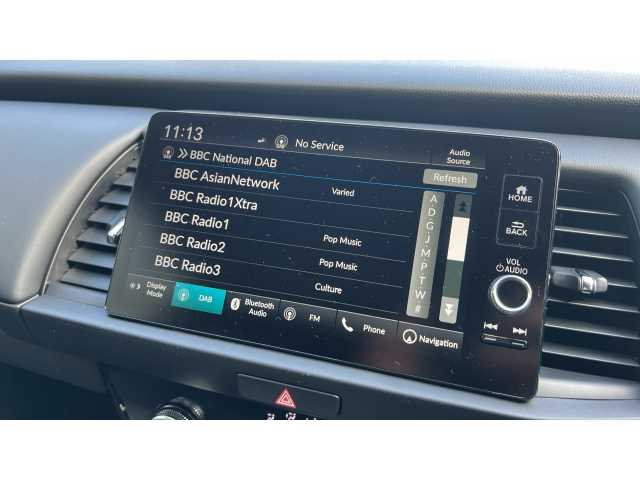 11:13
No Service
Audio
Source
BBC National DAB
Refresh
BBC AsianNetwork
Varied
BBC Radio1Xtra
BBC Radio1
Pop Music
BBC Radio2
Pop Music
BBC Radio3
Culture
A
D
G
J
M
P
T
W
#
HOME
BACK
VOL
AUDIO
Display
Mode
DAB
Bluetooth
Audio
FM
Phone
Navigation